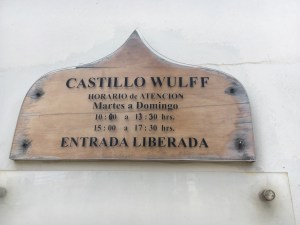 CASTILLO WULFF
HORARIO de ATENCION
Martes a Domingo
10:00 a 13:30 hrs.
15:00 a 17:30 hrs.
ENTRADA LIBERADA